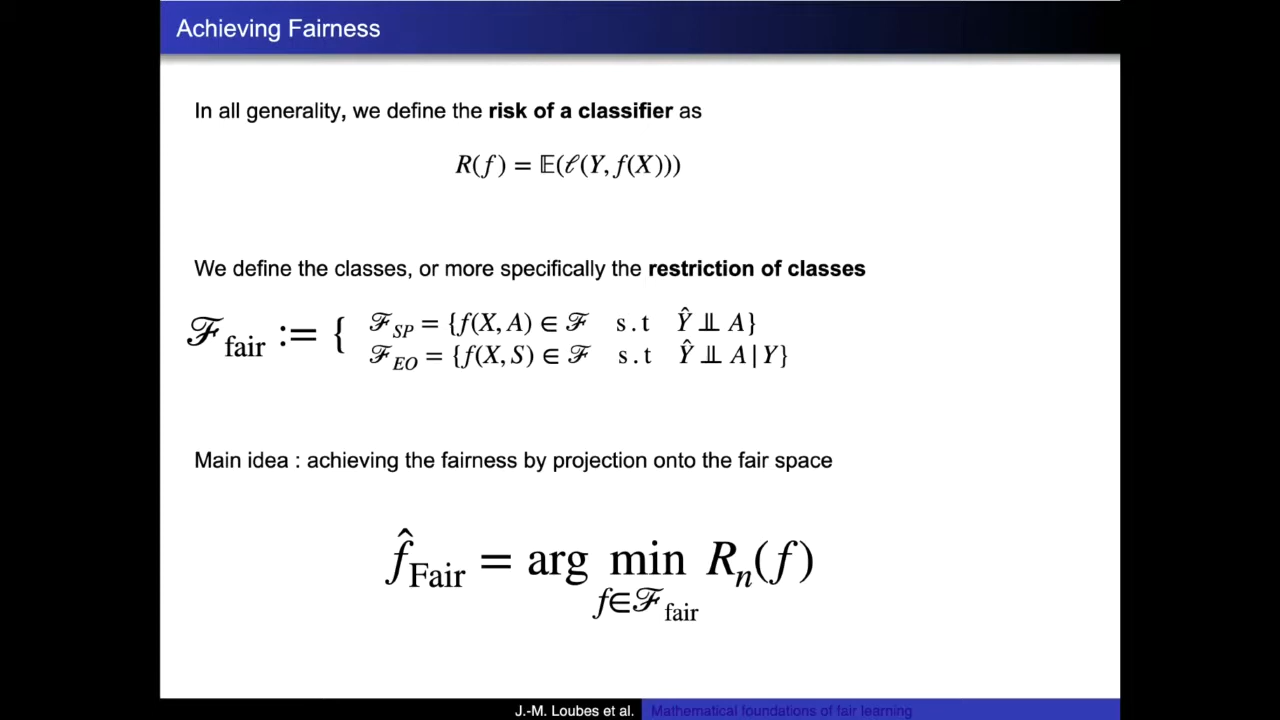 Achieving Fairness
In all generality, we define the risk of a classifier as
R(f) = 𝔼(ℓ(Y, f(X)))
We define the classes, or more specifically the restriction of classes
ℱ_fair := {
ℱ_SP = {f(X, A) ∈ ℱ s.t Ŷ ⫫ A}
ℱ_EO = {f(X, S) ∈ ℱ s.t Ŷ ⫫ A | Y}
Main idea : achieving the fairness by projection onto the fair space
f̂_Fair = arg min R_n(f)
f∈ℱ_fair
J.-M. Loubes et al. Mathematical foundations of fair learning